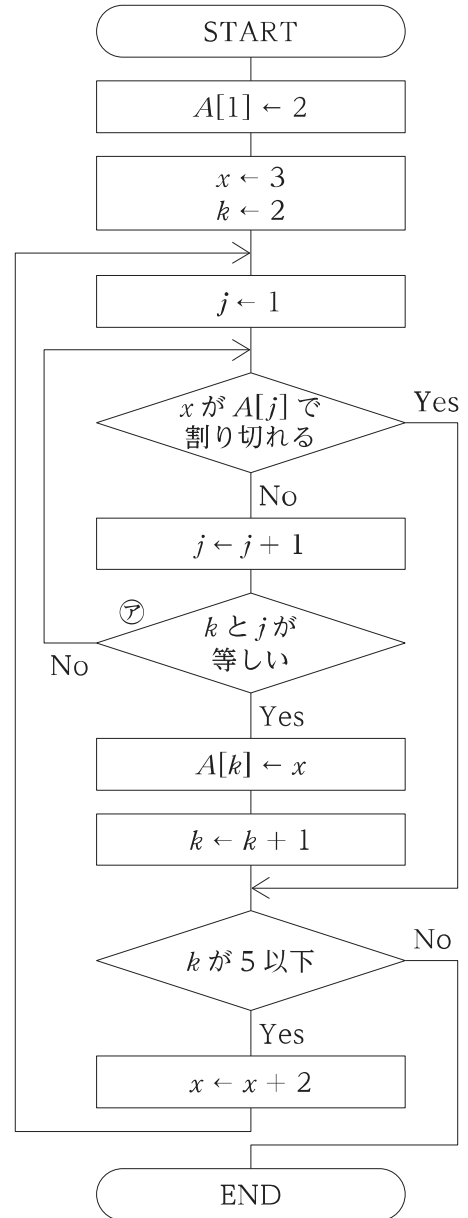 START
A[1] ← 2
x ← 3
k ← 2
j ← 1
x が A[j] で
割り切れる
Yes
No
j ← j + 1
㋐
k と j が
等しい
No
Yes
A[k] ← x
k ← k + 1
k が 5 以下
No
Yes
x ← x + 2
END